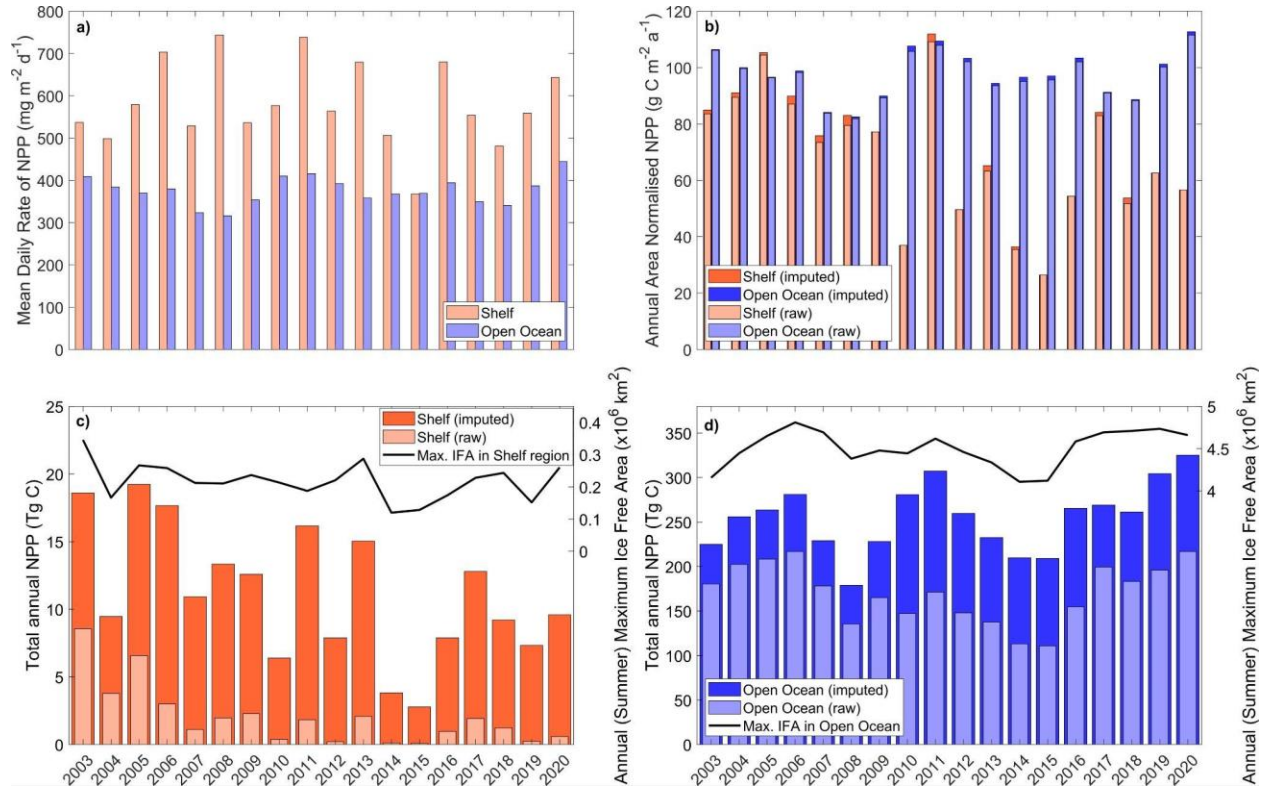 a)
Mean Daily Rate of NPP (mg m⁻² d⁻¹)
800
700
600
500
400
300
200
100
0
Shelf
Open Ocean
b)
Annual Area Normalised NPP (g C m⁻² a⁻¹)
120
100
80
60
40
20
0
Shelf (imputed)
Open Ocean (imputed)
Shelf (raw)
Open Ocean (raw)
c)
Total annual NPP (Tg C)
25
20
15
10
5
0
Shelf (imputed)
Shelf (raw)
Max. IFA in Shelf region
0.4
0.3
0.2
0.1
0
Annual (Summer) Maximum Ice Free Area (x10⁶ km²)
2003 2004 2005 2006 2007 2008 2009 2010 2011 2012 2013 2014 2015 2016 2017 2018 2019 2020
d)
Total annual NPP (Tg C)
350
300
250
200
150
100
50
0
Open Ocean (imputed)
Open Ocean (raw)
Max. IFA in Open Ocean
5
4.5
4
Annual (Summer) Maximum Ice Free Area (x10⁶ km²)
2003 2004 2005 2006 2007 2008 2009 2010 2011 2012 2013 2014 2015 2016 2017 2018 2019 2020